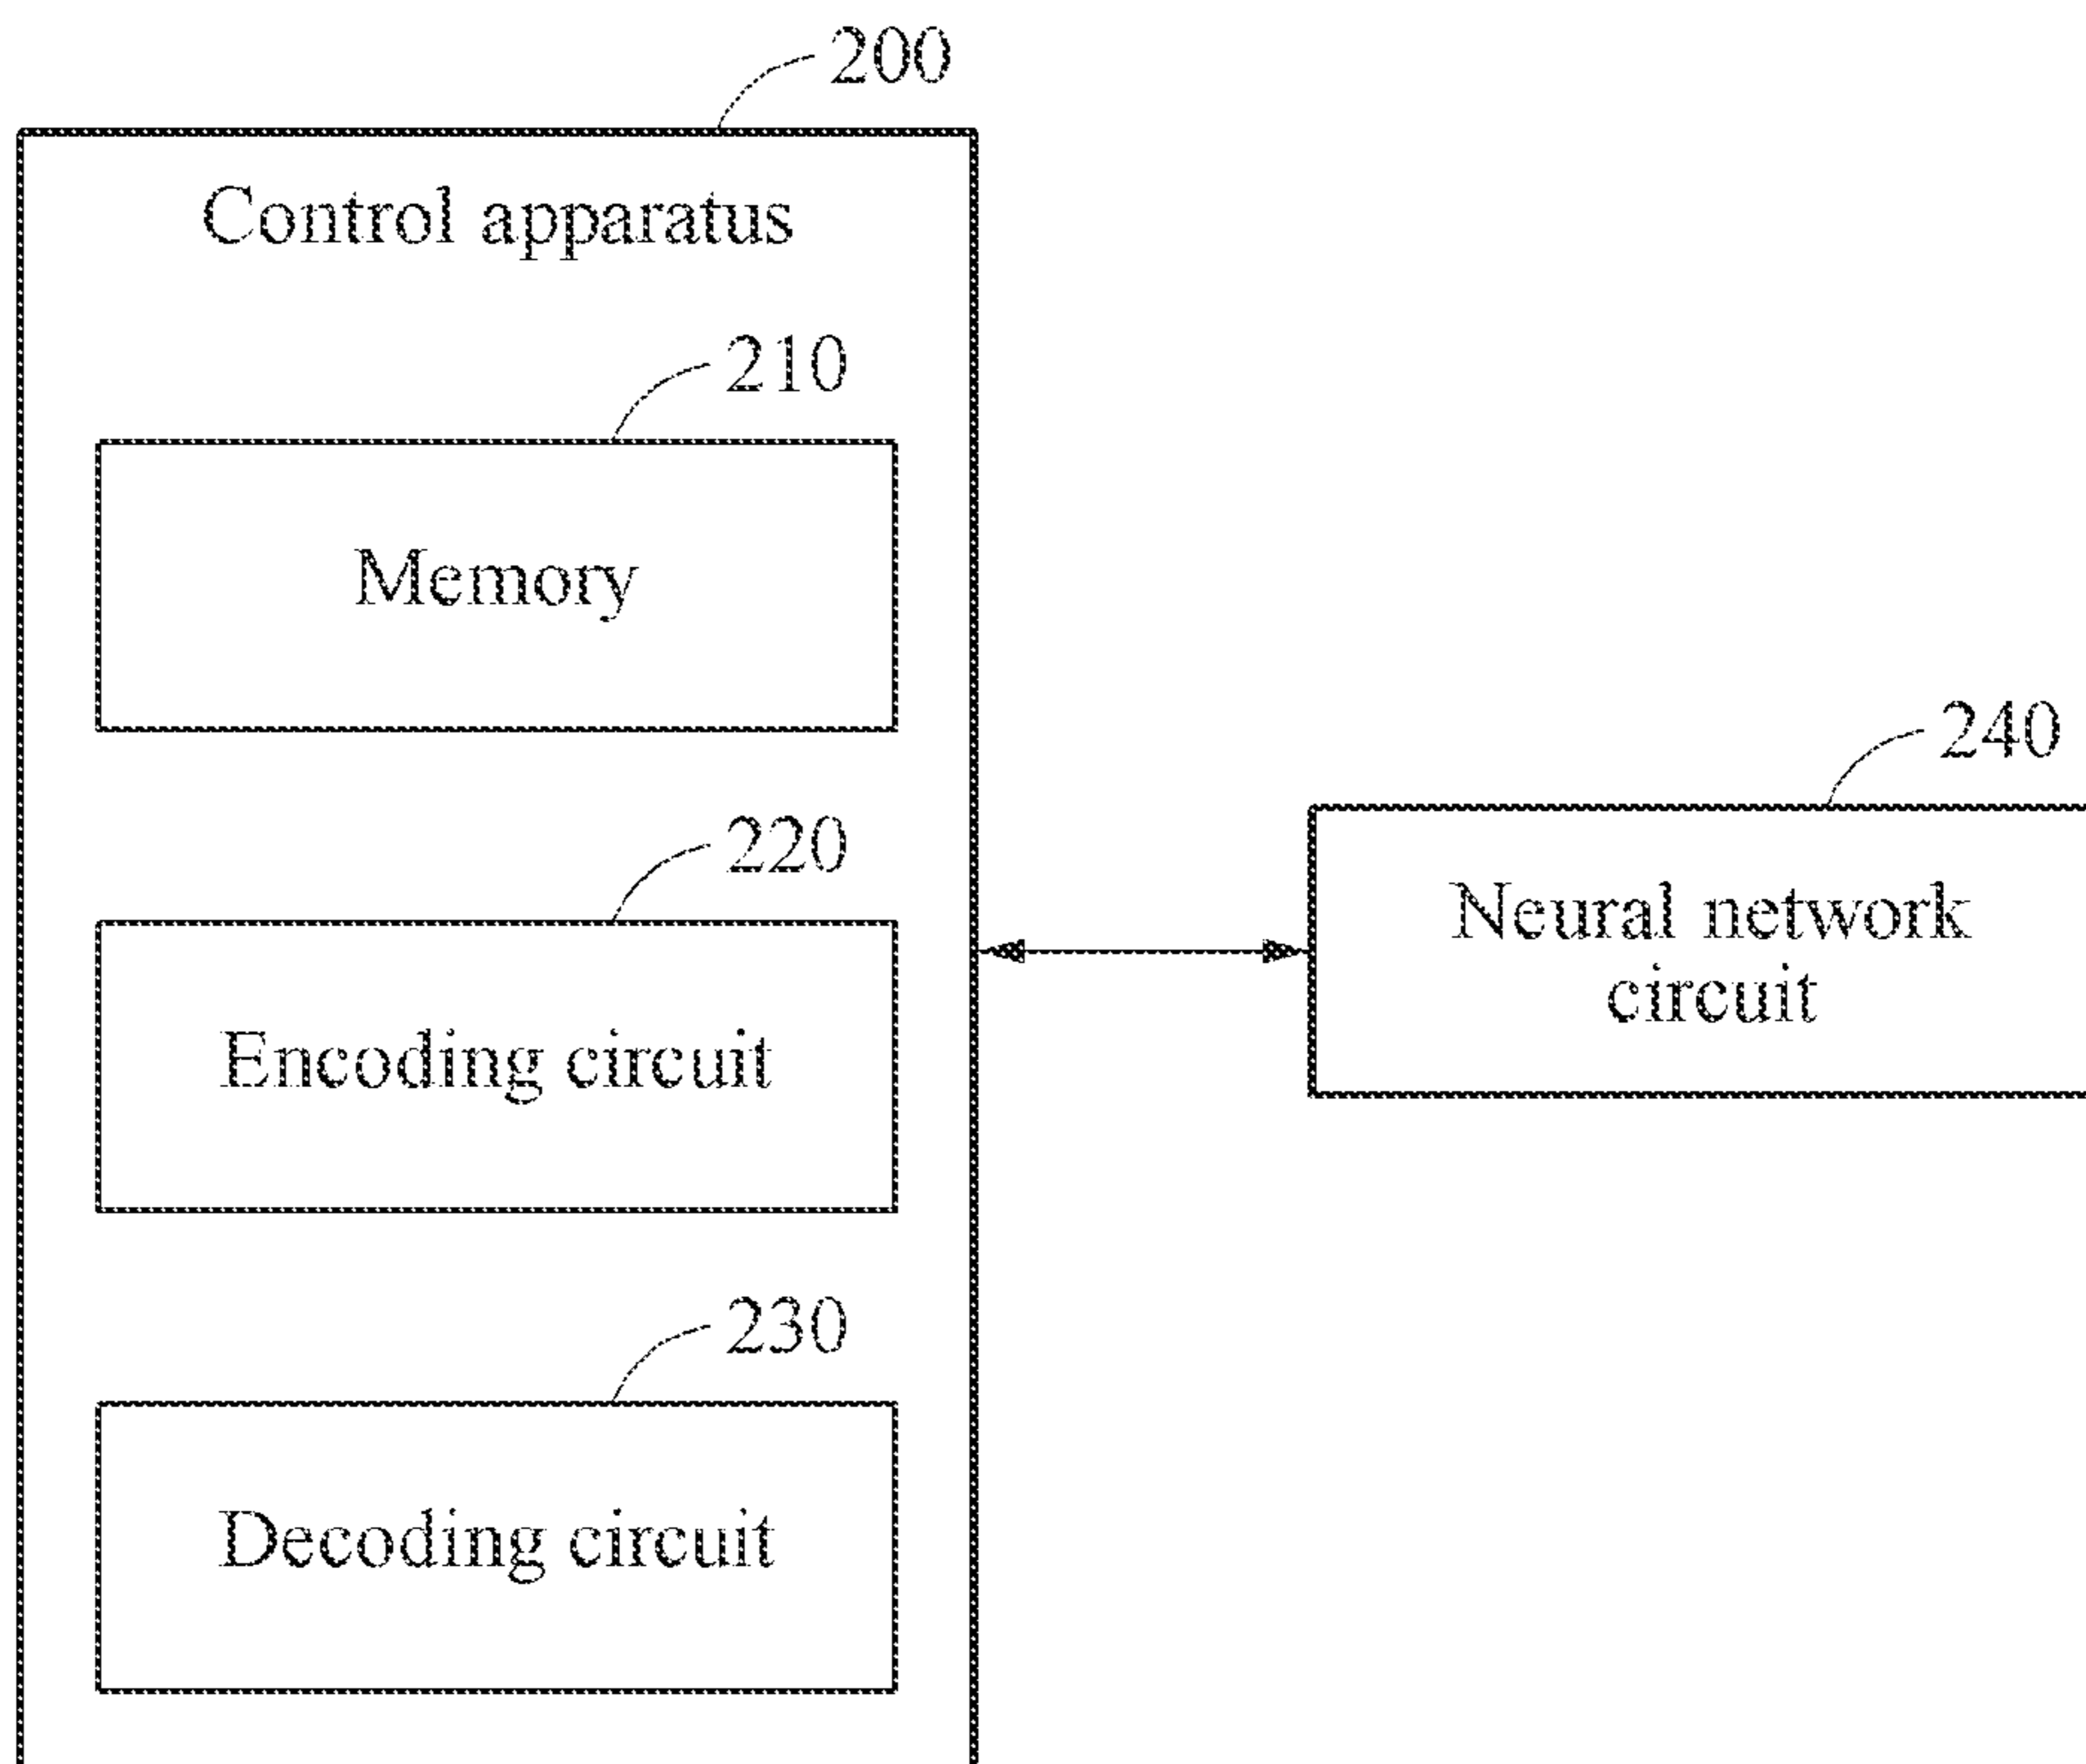 200
Control apparatus
210
Memory
220
Encoding circuit
230
Decoding circuit
240
Neural network
circuit